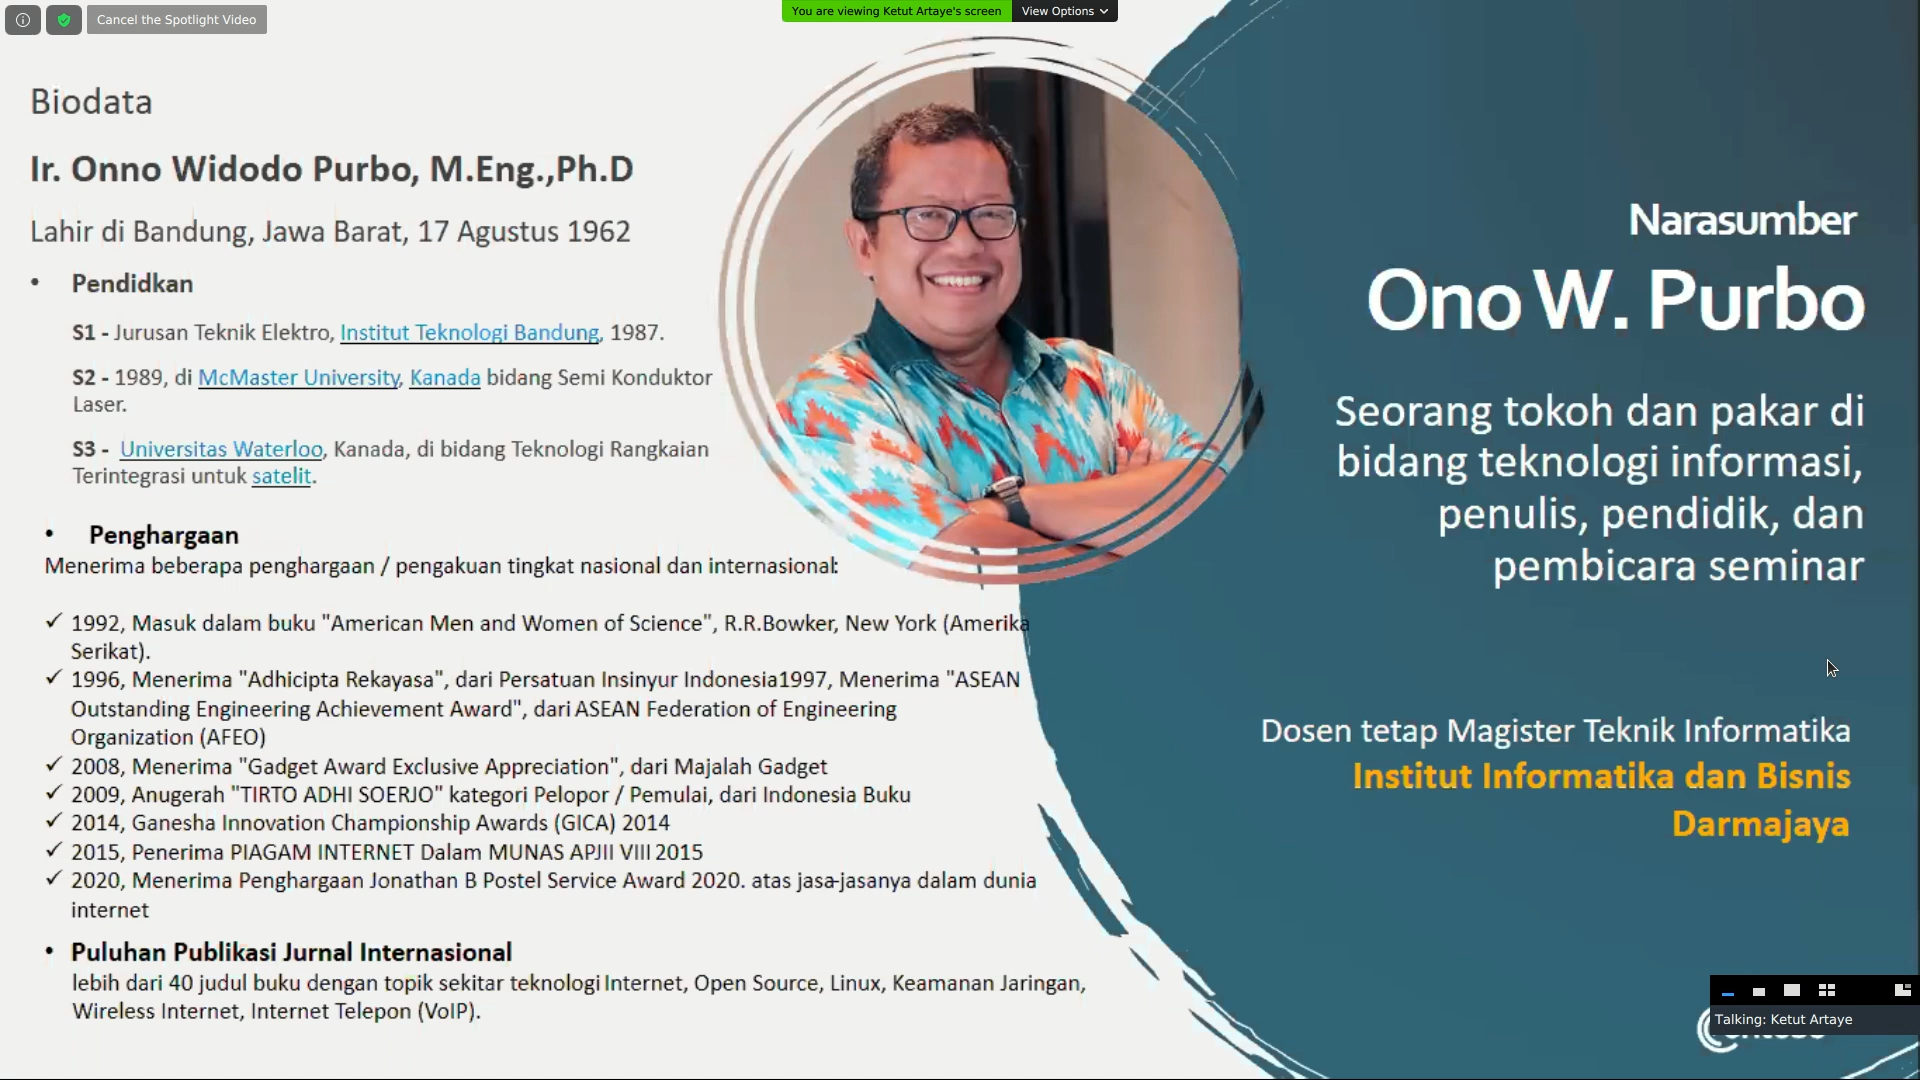 Cancel the Spotlight Video
You are viewing Ketut Artaye's screen
View Options
Biodata
Ir. Onno Widodo Purbo, M.Eng.,Ph.D
Lahir di Bandung, Jawa Barat, 17 Agustus 1962
• Pendidkan
S1 - Jurusan Teknik Elektro, Institut Teknologi Bandung, 1987.
S2 - 1989, di McMaster University, Kanada bidang Semi Konduktor
Laser.
S3 - Universitas Waterloo, Kanada, di bidang Teknologi Rangkaian
Terintegrasi untuk satelit.
• Penghargaan
Menerima beberapa penghargaan / pengakuan tingkat nasional dan internasional:
✓ 1992, Masuk dalam buku "American Men and Women of Science", R.R.Bowker, New York (Amerika
Serikat).
✓ 1996, Menerima "Adhicipta Rekayasa", dari Persatuan Insinyur Indonesia1997, Menerima "ASEAN
Outstanding Engineering Achievement Award", dari ASEAN Federation of Engineering
Organization (AFEO)
✓ 2008, Menerima "Gadget Award Exclusive Appreciation", dari Majalah Gadget
✓ 2009, Anugerah "TIRTO ADHI SOERJO" kategori Pelopor / Pemulai, dari Indonesia Buku
✓ 2014, Ganesha Innovation Championship Awards (GICA) 2014
✓ 2015, Penerima PIAGAM INTERNET Dalam MUNAS APJII VIII 2015
✓ 2020, Menerima Penghargaan Jonathan B Postel Service Award 2020. atas jasa-jasanya dalam dunia
internet
• Puluhan Publikasi Jurnal Internasional
lebih dari 40 judul buku dengan topik sekitar teknologi Internet, Open Source, Linux, Keamanan Jaringan,
Wireless Internet, Internet Telepon (VoIP).
Narasumber
Ono W. Purbo
Seorang tokoh dan pakar di
bidang teknologi informasi,
penulis, pendidik, dan
pembicara seminar
Dosen tetap Magister Teknik Informatika
Institut Informatika dan Bisnis
Darmajaya
Talking: Ketut Artaye